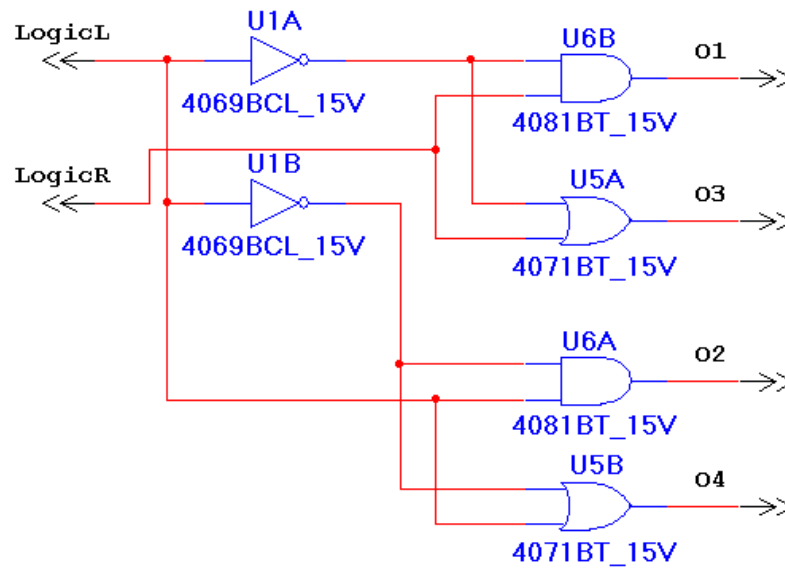 LogicL
U1A
4069BCL_15V
U6B
4081BT_15V
O1
LogicR
U1B
4069BCL_15V
U5A
4071BT_15V
O3
U6A
4081BT_15V
O2
U5B
4071BT_15V
O4